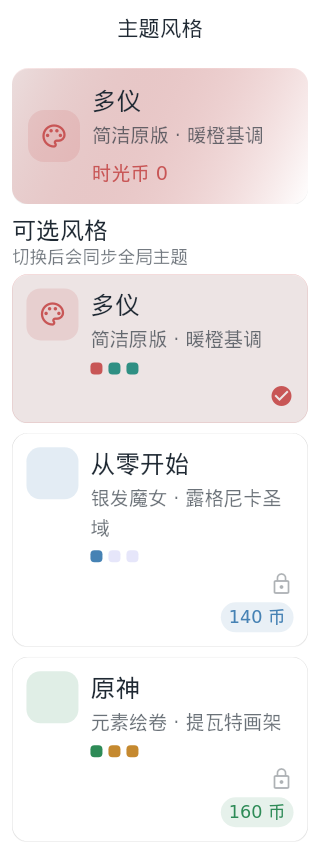 主题风格
多仪
简洁原版 · 暖橙基调
时光币 0
可选风格
切换后会同步全局主题
多仪
简洁原版 · 暖橙基调
从零开始
银发魔女 · 露格尼卡圣
域
140 币
原神
元素绘卷 · 提瓦特画架
160 币